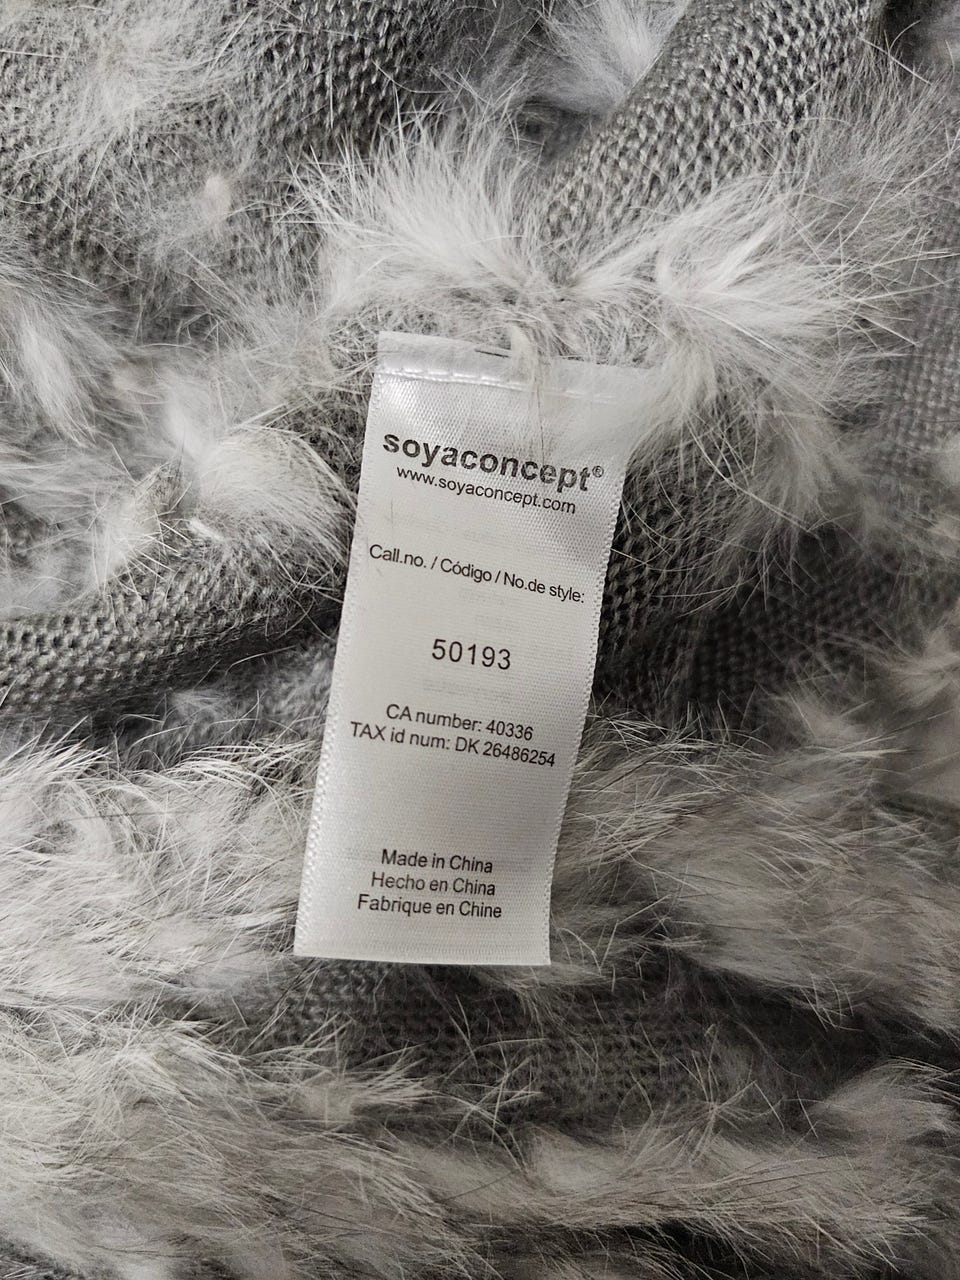 soyaconcept®
www.soyaconcept.com
Call.no. / Código / No.de style:
50193
CA number: 40336
TAX id num: DK 26486254
Made in China
Hecho en China
Fabrique en Chine